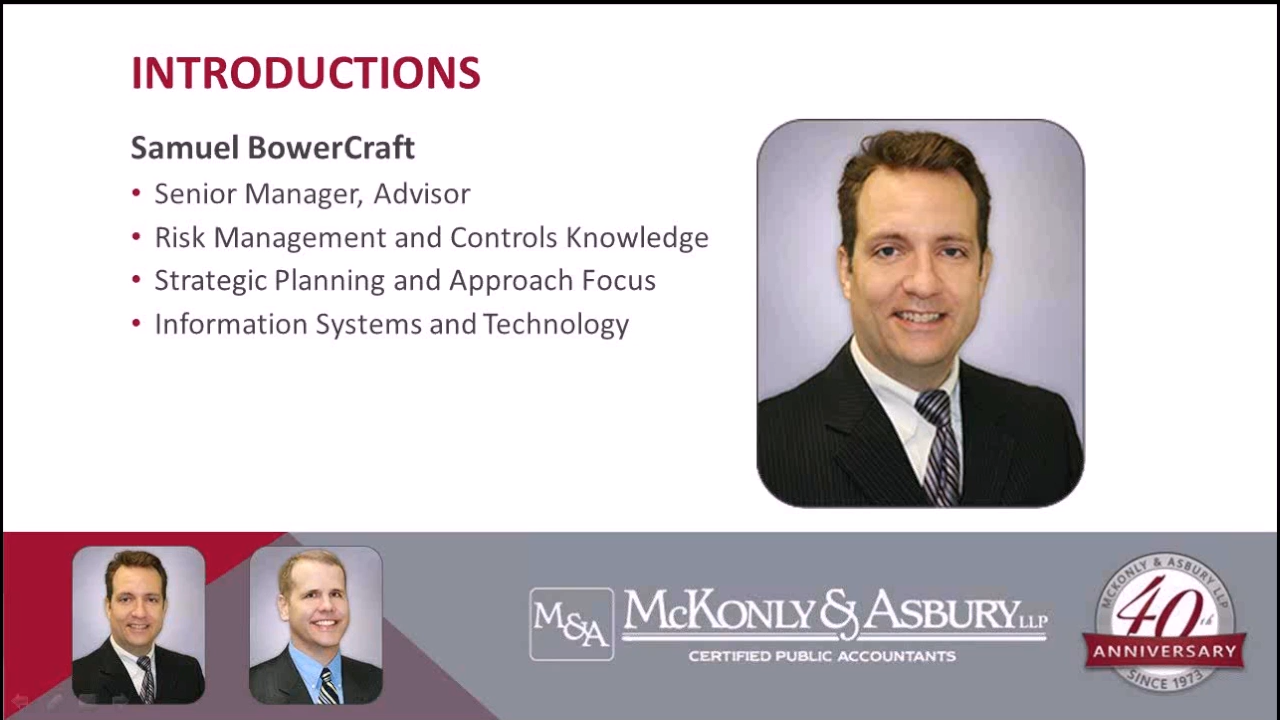 INTRODUCTIONS
Samuel BowerCraft
• Senior Manager, Advisor
• Risk Management and Controls Knowledge
• Strategic Planning and Approach Focus
• Information Systems and Technology
M&A
McKonly & Asbury LLP
CERTIFIED PUBLIC ACCOUNTANTS
MCKONLY & ASBURY LLP
40th
ANNIVERSARY
SINCE 1973